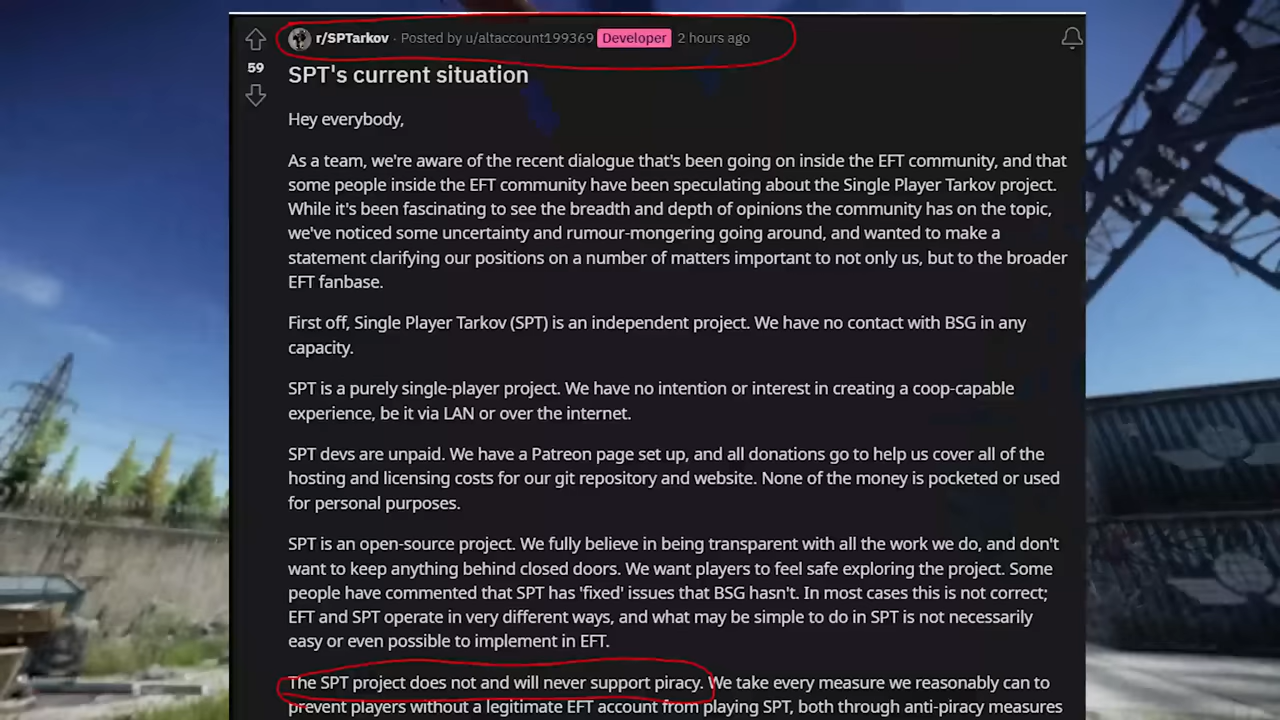 r/SPTarkov · Posted by u/altaccount199369 Developer 2 hours ago
59
SPT's current situation
Hey everybody,
As a team, we're aware of the recent dialogue that's been going on inside the EFT community, and that
some people inside the EFT community have been speculating about the Single Player Tarkov project.
While it's been fascinating to see the breadth and depth of opinions the community has on the topic,
we've noticed some uncertainty and rumour-mongering going around, and wanted to make a
statement clarifying our positions on a number of matters important to not only us, but to the broader
EFT fanbase.
First off, Single Player Tarkov (SPT) is an independent project. We have no contact with BSG in any
capacity.
SPT is a purely single-player project. We have no intention or interest in creating a coop-capable
experience, be it via LAN or over the internet.
SPT devs are unpaid. We have a Patreon page set up, and all donations go to help us cover all of the
hosting and licensing costs for our git repository and website. None of the money is pocketed or used
for personal purposes.
SPT is an open-source project. We fully believe in being transparent with all the work we do, and don't
want to keep anything behind closed doors. We want players to feel safe exploring the project. Some
people have commented that SPT has 'fixed' issues that BSG hasn't. In most cases this is not correct;
EFT and SPT operate in very different ways, and what may be simple to do in SPT is not necessarily
easy or even possible to implement in EFT.
The SPT project does not and will never support piracy. We take every measure we reasonably can to
prevent players without a legitimate EFT account from playing SPT, both through anti-piracy measures